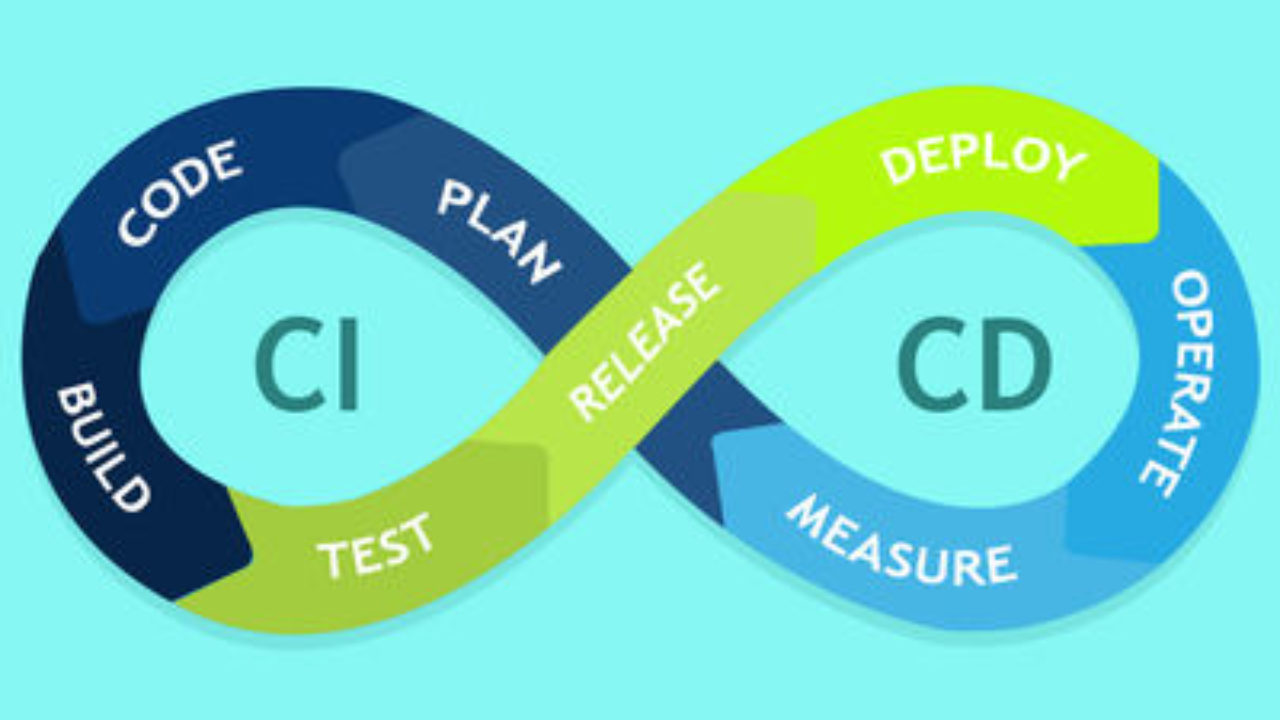 CODE
PLAN
BUILD
TEST
CI
RELEASE
DEPLOY
OPERATE
MEASURE
CD